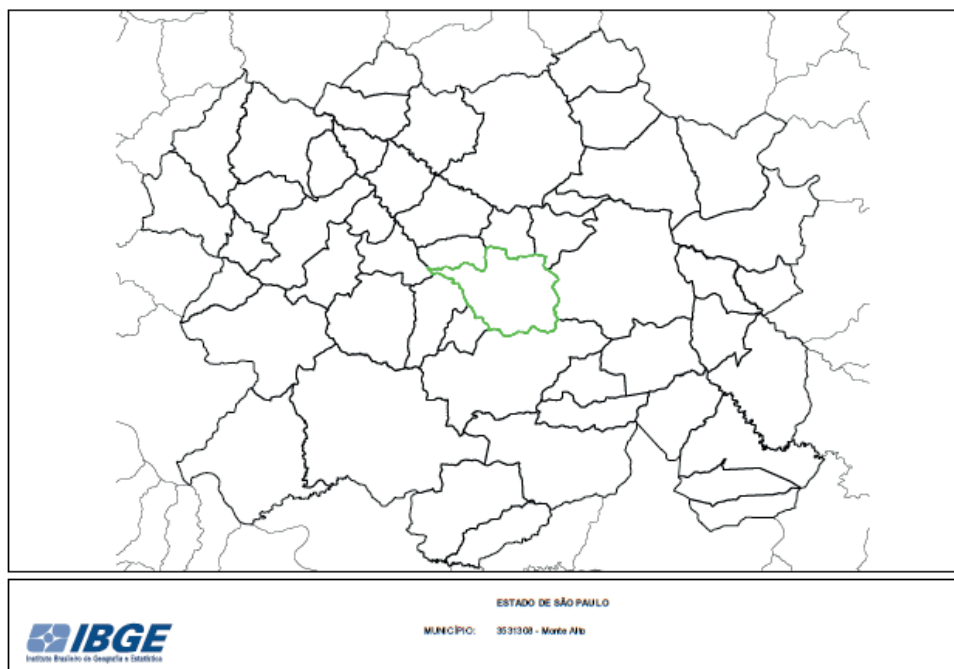 ESTADO DE SÃO PAULO
MUNICÍPIO: 3531308 - Monte Alto
IBGE
Instituto Brasileiro de Geografia e Estatística